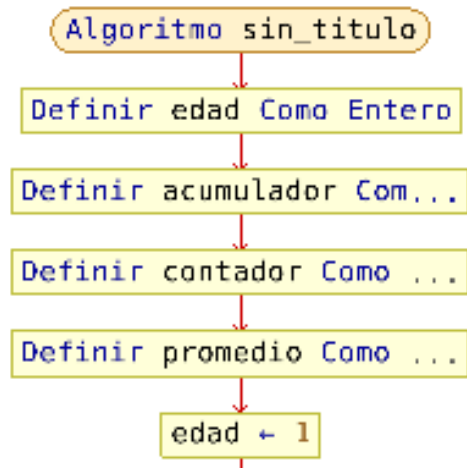 Algoritmo sin_titulo
Definir edad Como Entero
Definir acumulador Com...
Definir contador Como ...
Definir promedio Como ...
edad ← 1